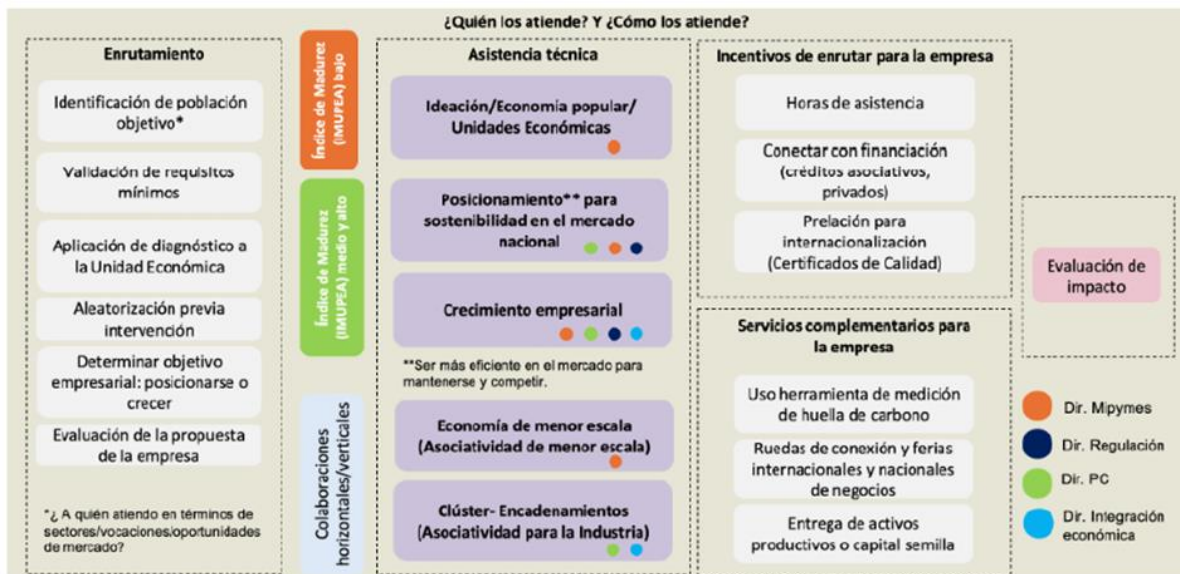 ¿Quién los atiende? Y ¿Cómo los atiende?
Enrutamiento
Identificación de población
objetivo*
Validación de requisitos
mínimos
Aplicación de diagnóstico a
la Unidad Económica
Aleatorización previa
intervención
Determinar objetivo
empresarial: posicionarse o
crecer
Evaluación de la propuesta
de la empresa
*¿ A quién atiendo en términos de
sectores/vocaciones/oportunidades
de mercado?
Índice de Madurez
(IMUPEA) bajo
Índice de Madurez
(IMUPEA) medio y alto
Colaboraciones
horizontales/verticales
Asistencia técnica
Ideación/Economía popular/
Unidades Económicas
Posicionamiento** para
sostenibilidad en el mercado
nacional
Crecimiento empresarial
**Ser más eficiente en el mercado para
mantenerse y competir.
Economía de menor escala
(Asociatividad de menor escala)
Clúster- Encadenamientos
(Asociatividad para la Industria)
Incentivos de enrutar para la empresa
Horas de asistencia
Conectar con financiación
(créditos asociativos,
privados)
Prelación para
internacionalización
(Certificados de Calidad)
Servicios complementarios para
la empresa
Uso herramienta de medición
de huella de carbono
Ruedas de conexión y ferias
internacionales y nacionales
de negocios
Entrega de activos
productivos o capital semilla
Evaluación de
impacto
Dir. Mipymes
Dir. Regulación
Dir. PC
Dir. Integración
económica